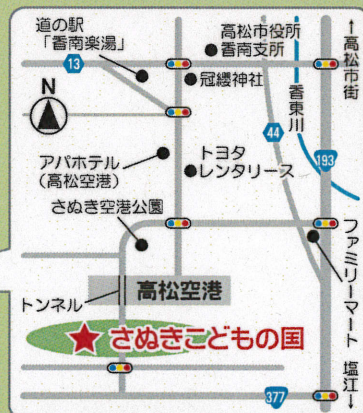 道の駅
「香南楽湯」
高松市役所
香南支所
↑高松市街
13
冠纓神社
香東川
N
44
アパホテル
(高松空港)
トヨタ
レンタリース
193
さぬき空港公園
ファミリーマート
高松空港
トンネル
さぬきこどもの国
塩江↓
377